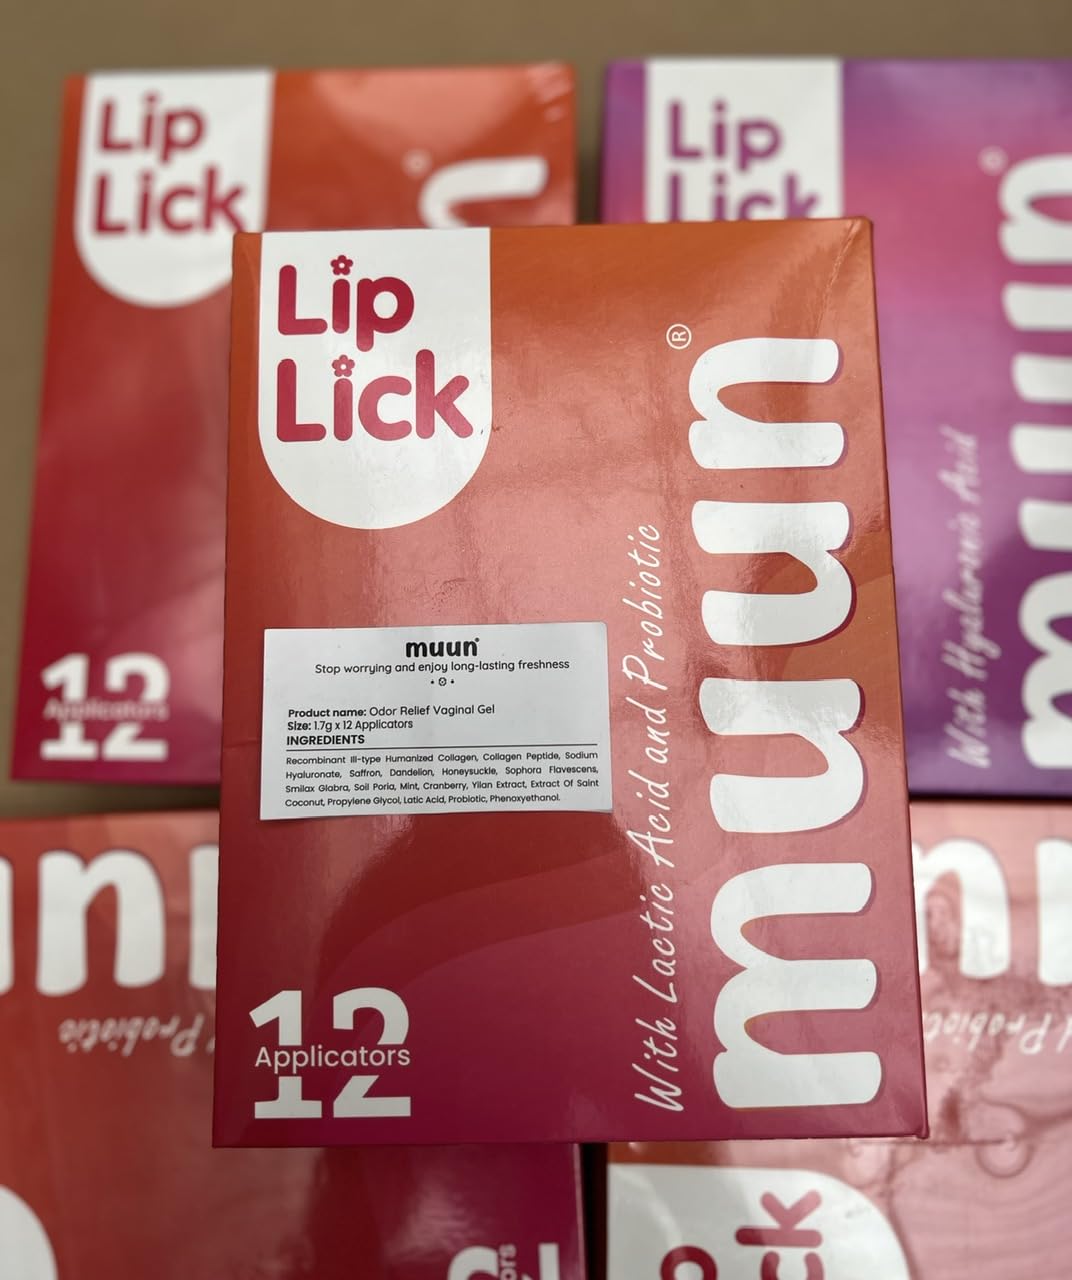 Lip
Lick
Lip
Lick
With Hyaluronic Acid
muun
12
Applicators
Lip
Lick
muun®
With Lactic Acid and Probiotic
muun®
Stop worrying and enjoy long-lasting freshness
Product name: Odor Relief Vaginal Gel
Size: 1.7g x 12 Applicators
INGREDIENTS
Recombinant III-type Humanized Collagen, Collagen Peptide, Sodium
Hyaluronate, Saffron, Dandelion, Honeysuckle, Sophora Flavescens,
Smilax Glabra, Soil Poria, Mint, Cranberry, Yilan Extract, Extract Of Saint
Coconut, Propylene Glycol, Latic Acid, Probiotic, Phenoxyethanol.
12
Applicators
Probiotic